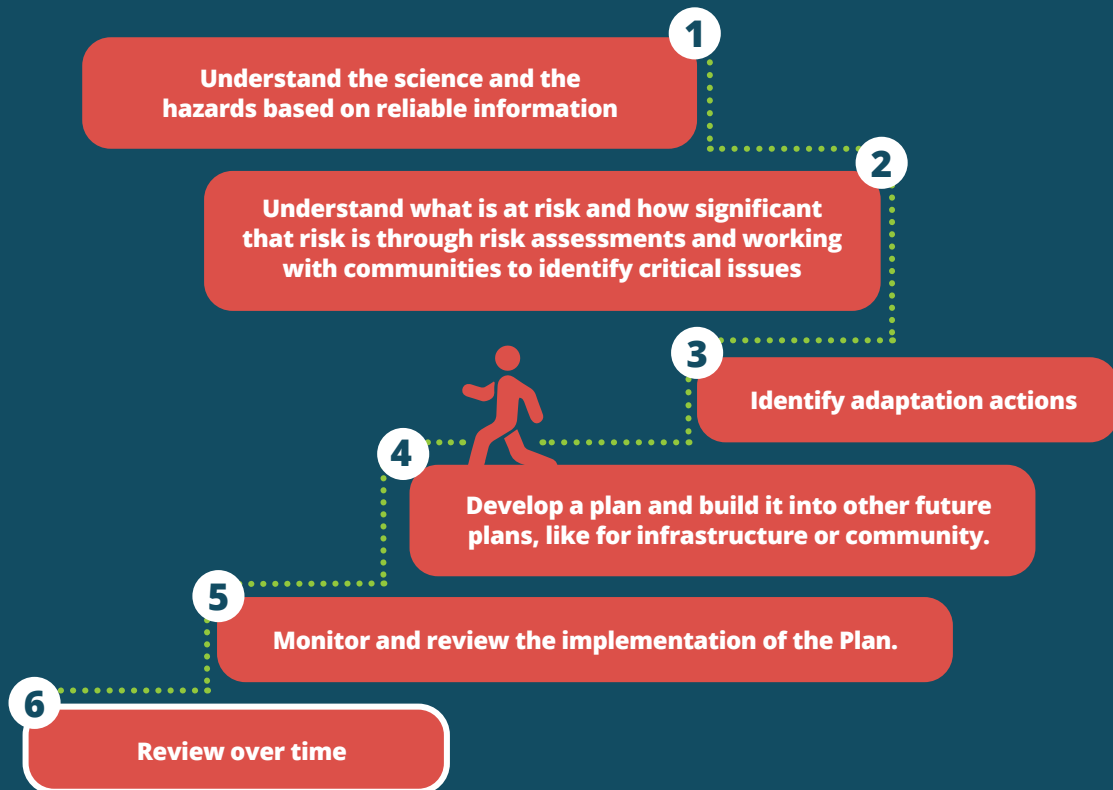 1
Understand the science and the
hazards based on reliable information
2
Understand what is at risk and how significant
that risk is through risk assessments and working
with communities to identify critical issues
3
Identify adaptation actions
4
Develop a plan and build it into other future
plans, like for infrastructure or community.
5
Monitor and review the implementation of the Plan.
6
Review over time